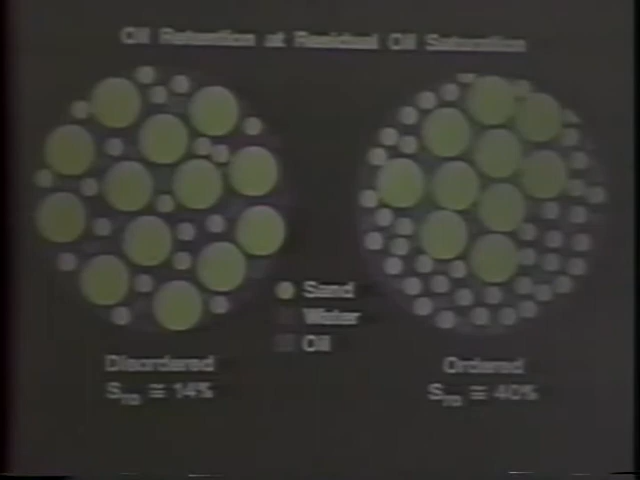 Oil Retention at Residual Oil Saturation
Sand
Water
Oil
Disordered
Sro ≅ 14%
Ordered
Sro ≅ 40%